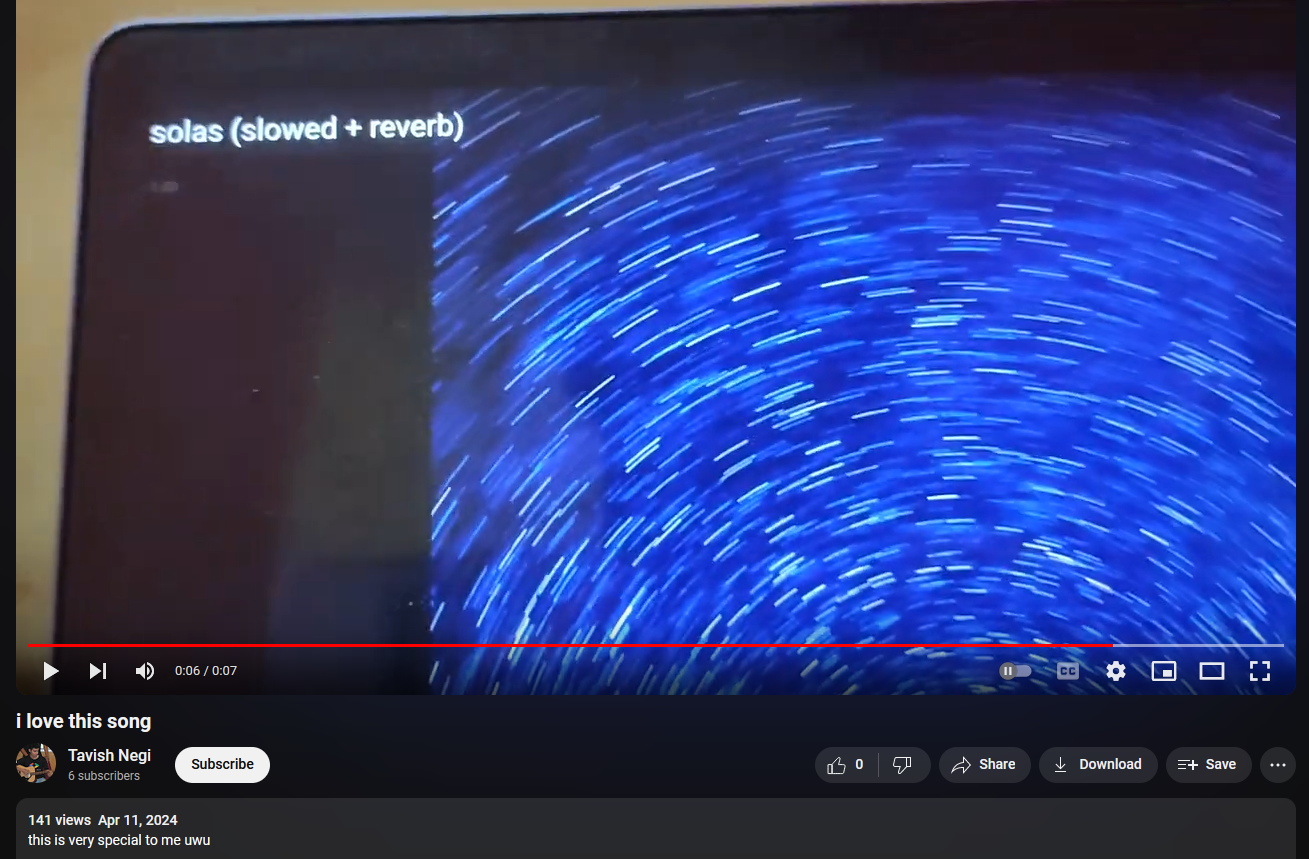 solas (slowed + reverb)
0:06 / 0:07
CC
i love this song
Tavish Negi
6 subscribers
Subscribe
0
Share
Download
Save
141 views Apr 11, 2024
this is very special to me uwu